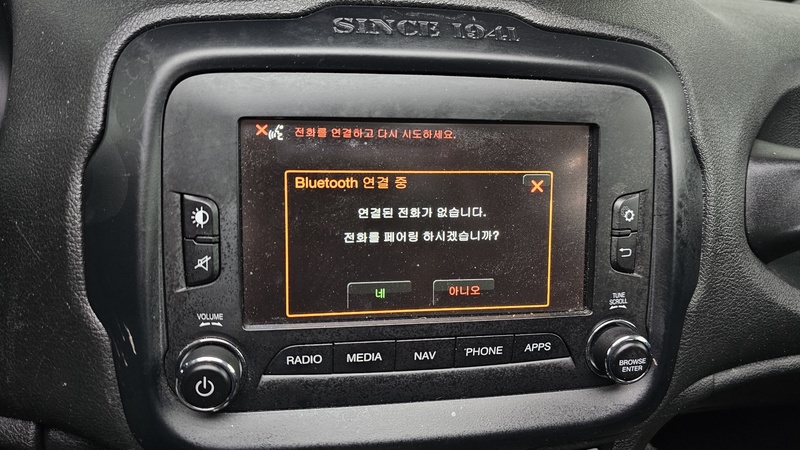 SINCE 1941
전화를 연결하고 다시 시도하세요.
Bluetooth 연결 중
연결된 전화가 없습니다.
전화를 페어링 하시겠습니까?
네 아니오
VOLUME
TUNE
SCROLL
RADIO MEDIA NAV PHONE APPS
BROWSE
ENTER